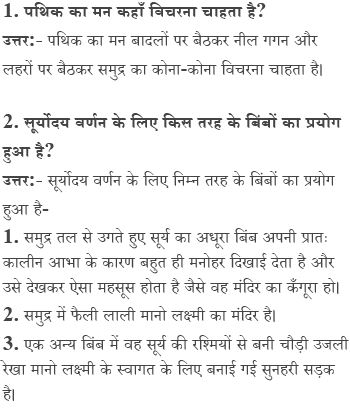 1. पथिक का मन कहाँ विचरना चाहता है?
उत्तर:- पथिक का मन बादलों पर बैठकर नील गगन और
लहरों पर बैठकर समुद्र का कोना-कोना विचरना चाहता है।
2. सूर्योदय वर्णन के लिए किस तरह के बिंबों का प्रयोग
हुआ है?
उत्तर:- सूर्योदय वर्णन के लिए निम्न तरह के बिंबों का प्रयोग
हुआ है-
1. समुद्र तल से उगते हुए सूर्य का अधूरा बिंब अपनी प्रातः
कालीन आभा के कारण बहुत ही मनोहर दिखाई देता है और
उसे देखकर ऐसा महसूस होता है जैसे वह मंदिर का कँगूरा हो।
2. समुद्र में फैली लाली मानो लक्ष्मी का मंदिर है।
3. एक अन्य बिंब में वह सूर्य की रश्मियों से बनी चौड़ी उजली
रेखा मानो लक्ष्मी के स्वागत के लिए बनाई गई सुनहरी सड़क
है।